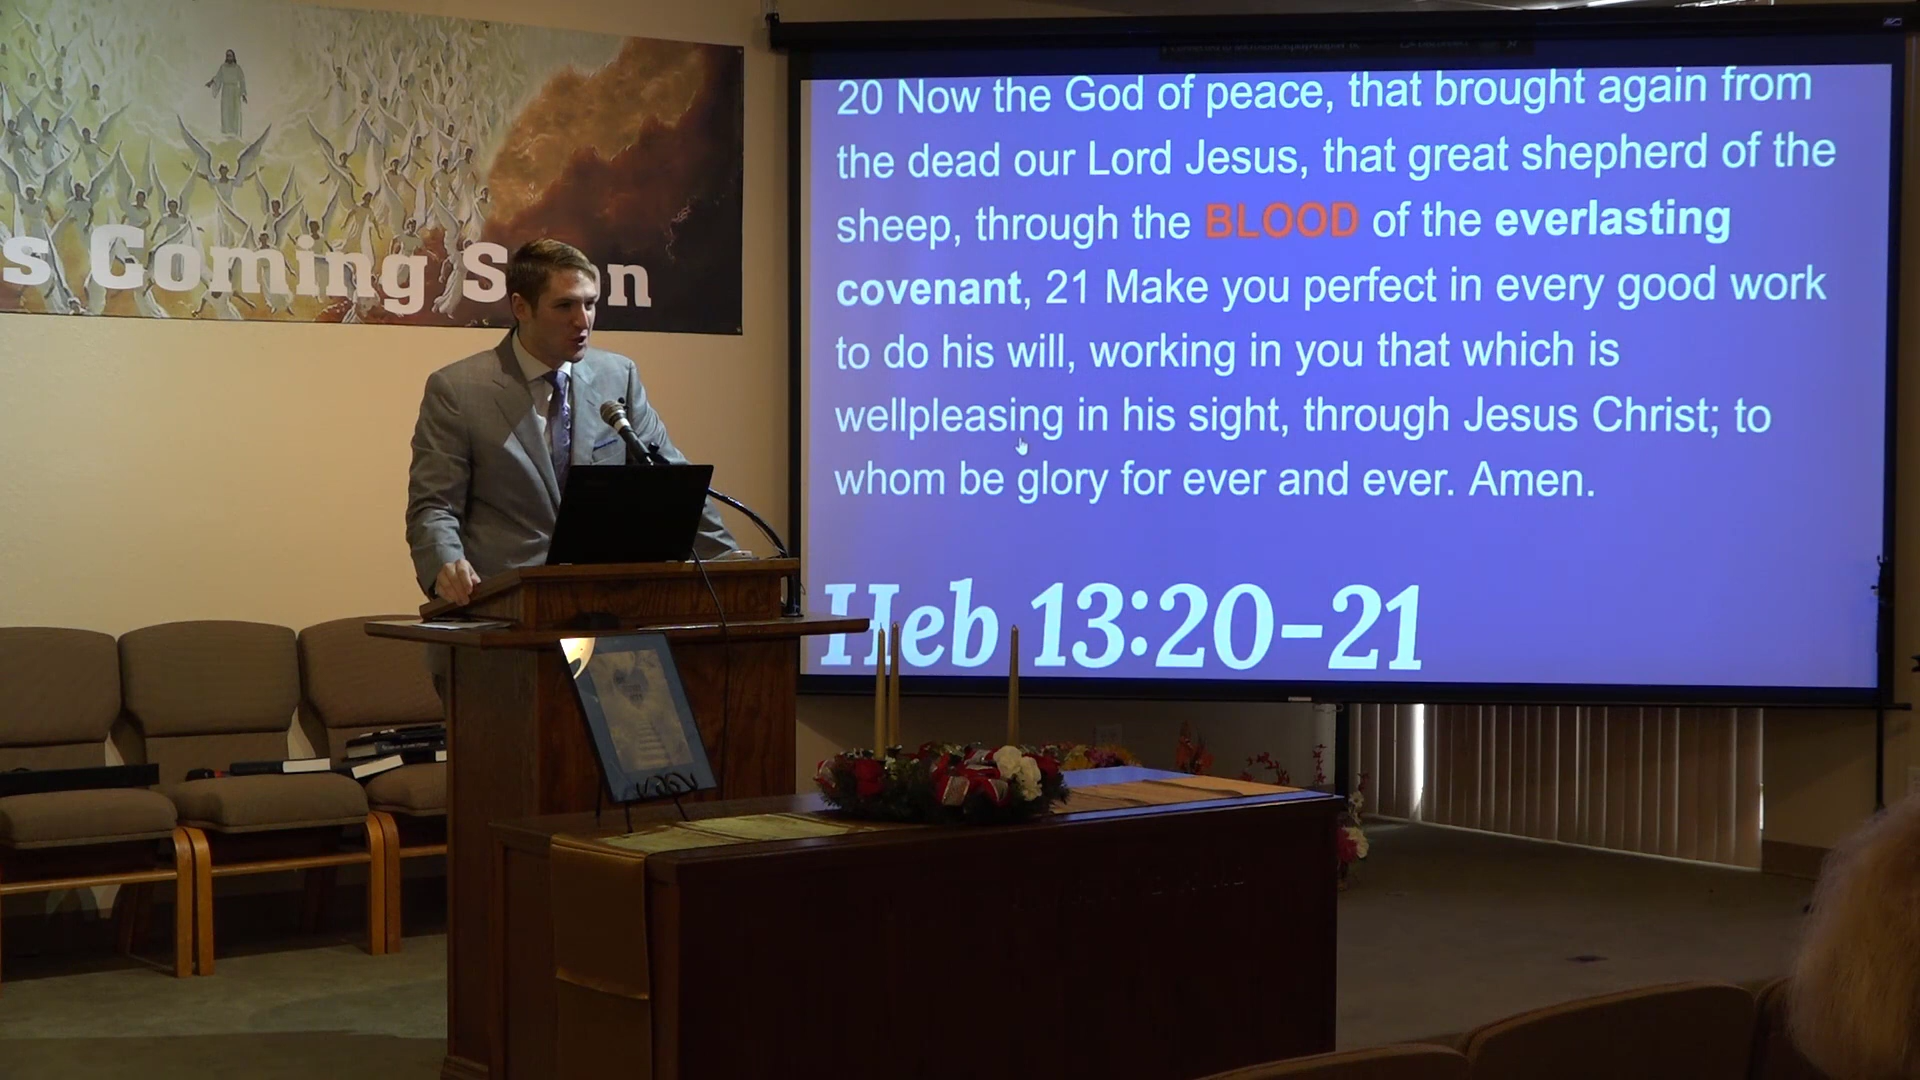 s Coming S n
20 Now the God of peace, that brought again from
the dead our Lord Jesus, that great shepherd of the
sheep, through the BLOOD of the everlasting
covenant, 21 Make you perfect in every good work
to do his will, working in you that which is
wellpleasing in his sight, through Jesus Christ; to
whom be glory for ever and ever. Amen.
Heb 13:20-21